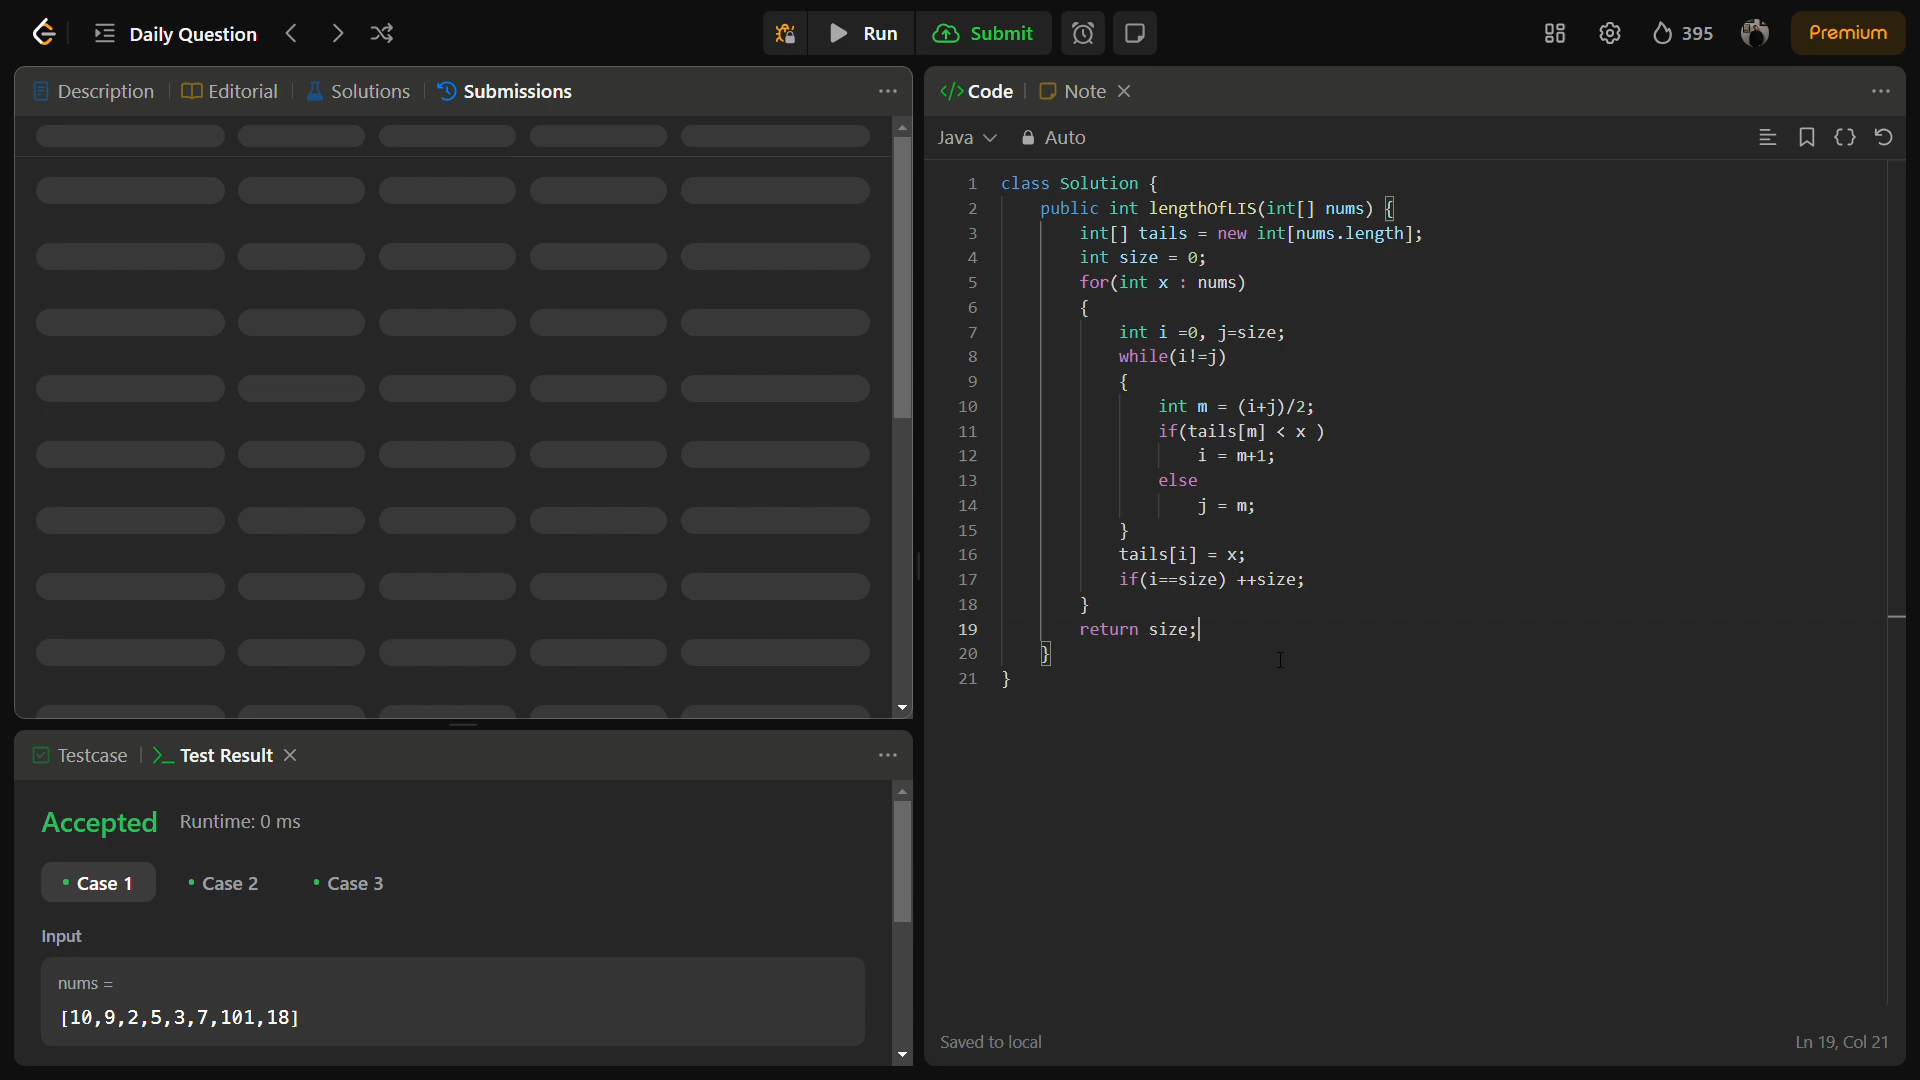 Daily Question
Run
Submit
395
Premium
Description
Editorial
Solutions
Submissions
</> Code
Note
Java
Auto
1 class Solution {
2 public int lengthOfLIS(int[] nums) {
3 int[] tails = new int[nums.length];
4 int size = 0;
5 for(int x : nums)
6 {
7 int i =0, j=size;
8 while(i!=j)
9 {
10 int m = (i+j)/2;
11 if(tails[m] < x )
12 i = m+1;
13 else
14 j = m;
15 }
16 tails[i] = x;
17 if(i==size) ++size;
18 }
19 return size;
20 }
21 }
Saved to local
Ln 19, Col 21
Testcase
Test Result
Accepted
Runtime: 0 ms
Case 1
Case 2
Case 3
Input
nums =
[10,9,2,5,3,7,101,18]